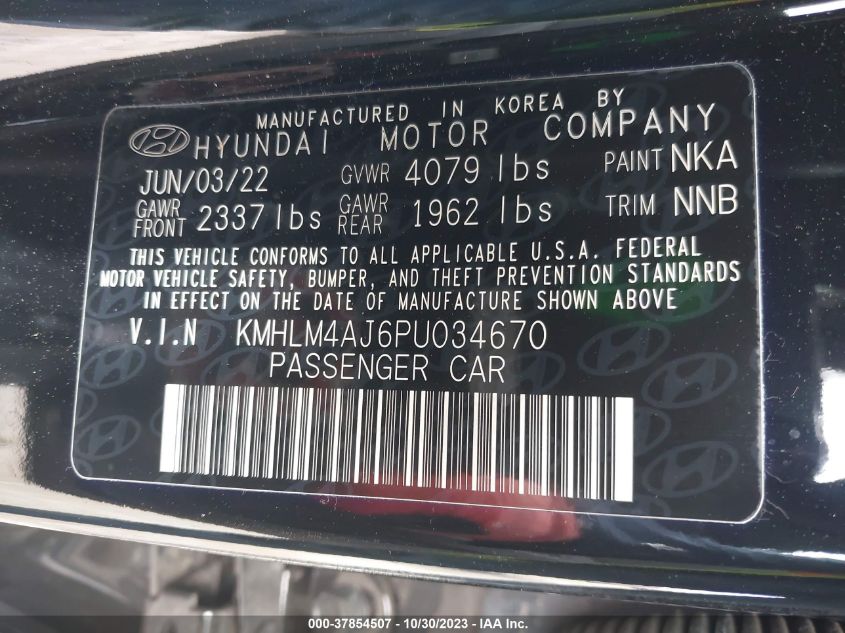 MANUFACTURED IN KOREA BY
HYUNDAI MOTOR COMPANY
JUN/03/22 GVWR 4079 lbs PAINT NKA
GAWR FRONT 2337 lbs GAWR REAR 1962 lbs TRIM NNB
THIS VEHICLE CONFORMS TO ALL APPLICABLE U.S.A. FEDERAL
MOTOR VEHICLE SAFETY, BUMPER, AND THEFT PREVENTION STANDARDS
IN EFFECT ON THE DATE OF MANUFACTURE SHOWN ABOVE.
V.I.N KMHLM4AJ6PU034670
PASSENGER CAR
000-37854507 - 10/30/2023 - Copyright © IAA, Inc.